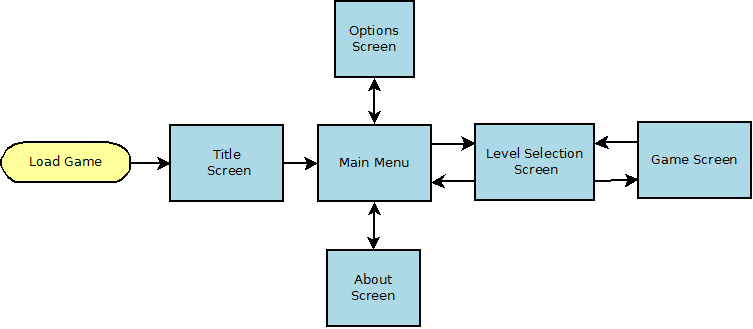 Options
Screen
Load Game
Title
Screen
Main Menu
Level Selection
Screen
Game Screen
About
Screen